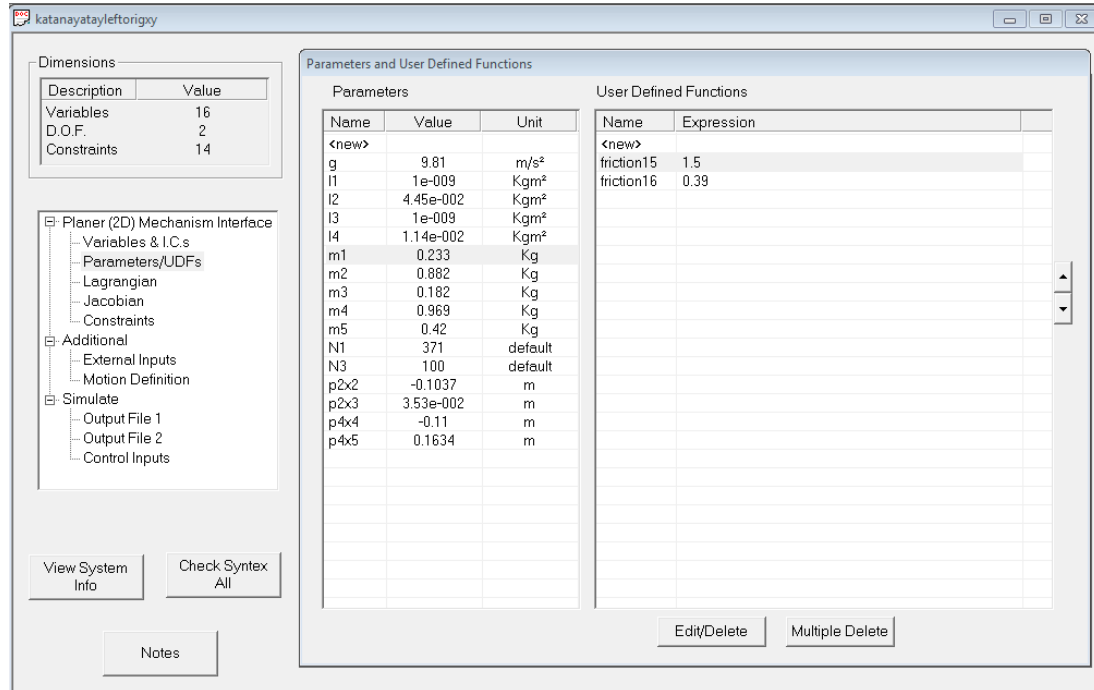 katanayatayleftorigxy
Dimensions
Description Value
Variables 16
D.O.F. 2
Constraints 14
Planer (2D) Mechanism Interface
Variables & I.C.s
Parameters/UDFs
Lagrangian
Jacobian
Constraints
Additional
External Inputs
Motion Definition
Simulate
Output File 1
Output File 2
Control Inputs
View System
Info
Check Syntex
All
Notes
Parameters and User Defined Functions
Parameters
Name Value Unit
<new>
g 9.81 m/s²
I1 1e-009 Kgm²
I2 4.45e-002 Kgm²
I3 1e-009 Kgm²
I4 1.14e-002 Kgm²
m1 0.233 Kg
m2 0.882 Kg
m3 0.182 Kg
m4 0.969 Kg
m5 0.42 Kg
N1 371 default
N3 100 default
p2x2 -0.1037 m
p2x3 3.53e-002 m
p4x4 -0.11 m
p4x5 0.1634 m
User Defined Functions
Name Expression
<new>
friction15 1.5
friction16 0.39
Edit/Delete
Multiple Delete